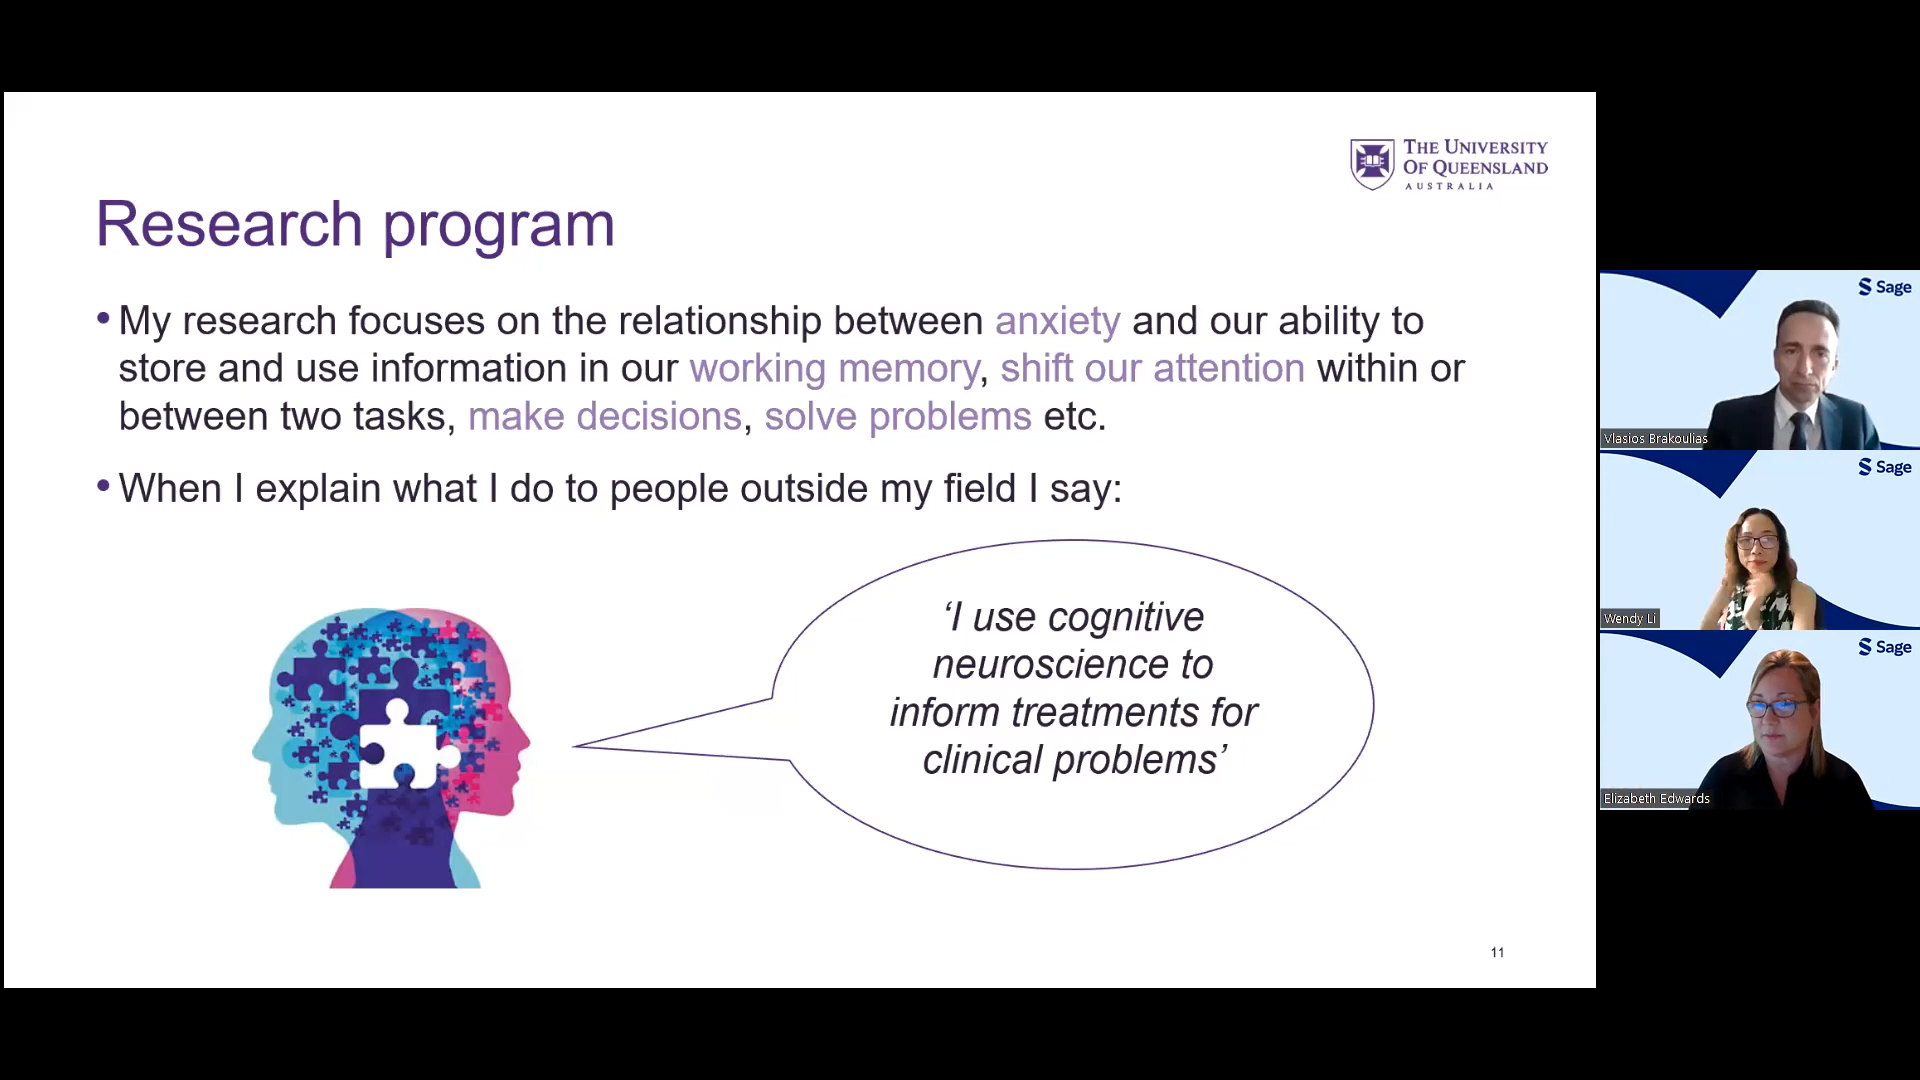 THE UNIVERSITY
OF QUEENSLAND
AUSTRALIA
Research program
• My research focuses on the relationship between anxiety and our ability to
store and use information in our working memory, shift our attention within or
between two tasks, make decisions, solve problems etc.
• When I explain what I do to people outside my field I say:
‘I use cognitive
neuroscience to
inform treatments for
clinical problems’
11
Sage
Vlasios Brakoulias
Sage
Wendy Li
Sage
Elizabeth Edwards